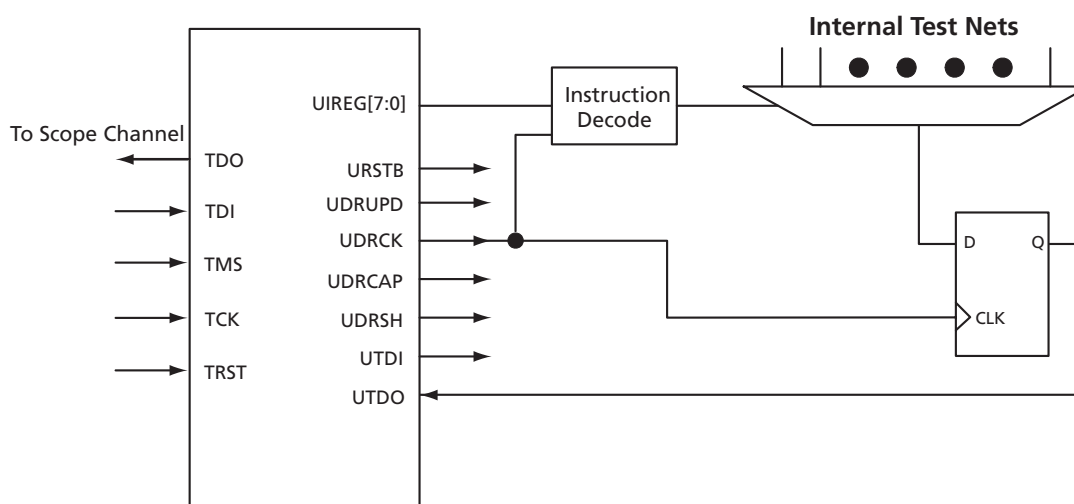 Internal Test Nets
UIREG[7:0]
Instruction
Decode
To Scope Channel
TDO
URSTB
TDI
UDRUPD
UDRCK
D
Q
TMS
UDRCAP
TCK
UDRSH
CLK
UTDI
TRST
UTDO